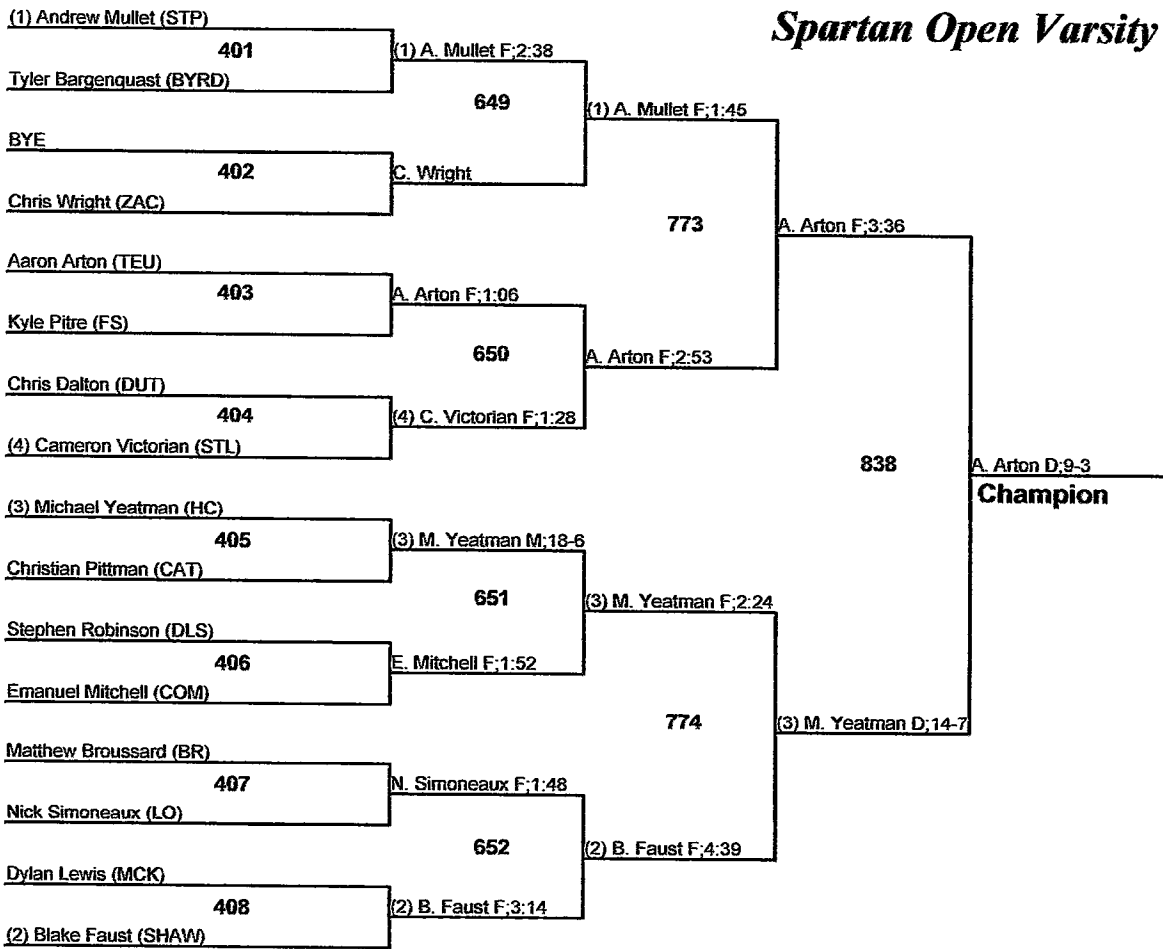 Spartan Open Varsity
(1) Andrew Mullet (STP)
401
Tyler Bargenquast (BYRD)
BYE
402
Chris Wright (ZAC)
Aaron Arton (TEU)
403
Kyle Pitre (FS)
Chris Dalton (DUT)
404
(4) Cameron Victorian (STL)
(3) Michael Yeatman (HC)
405
Christian Pittman (CAT)
Stephen Robinson (DLS)
406
Emanuel Mitchell (COM)
Matthew Broussard (BR)
407
Nick Simoneaux (LO)
Dylan Lewis (MCK)
408
(2) Blake Faust (SHAW)
(1) A. Mullet F;2:38
649
C. Wright
A. Arton F;1:06
650
(4) C. Victorian F;1:28
(3) M. Yeatman M;18-6
651
E. Mitchell F;1:52
N. Simoneaux F;1:48
652
(2) B. Faust F;3:14
(1) A. Mullet F;1:45
773
A. Arton F;2:53
(3) M. Yeatman F;2:24
774
(2) B. Faust F;4:39
A. Arton F;3:36
838
(3) M. Yeatman D;14-7
A. Arton D;9-3
Champion